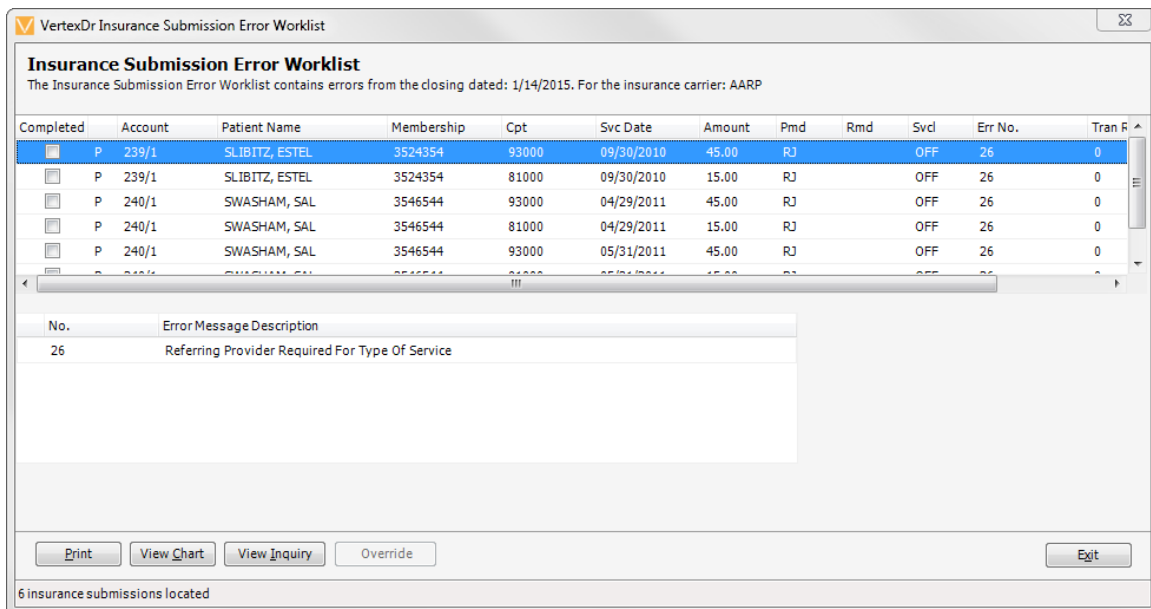 VertexDr Insurance Submission Error Worklist
Insurance Submission Error Worklist
The Insurance Submission Error Worklist contains errors from the closing dated: 1/14/2015. For the insurance carrier: AARP
Completed Account Patient Name Membership Cpt Svc Date Amount Pmd Rmd Svcl Err No. Tran R
P 239/1 SLIBITZ, ESTEL 3524354 93000 09/30/2010 45.00 RJ OFF 26 0
P 239/1 SLIBITZ, ESTEL 3524354 81000 09/30/2010 15.00 RJ OFF 26 0
P 240/1 SWASHAM, SAL 3546544 93000 04/29/2011 45.00 RJ OFF 26 0
P 240/1 SWASHAM, SAL 3546544 81000 04/29/2011 15.00 RJ OFF 26 0
P 240/1 SWASHAM, SAL 3546544 93000 05/31/2011 45.00 RJ OFF 26 0
No. Error Message Description
26 Referring Provider Required For Type Of Service
Print View Chart View Inquiry Override Exit
6 insurance submissions located